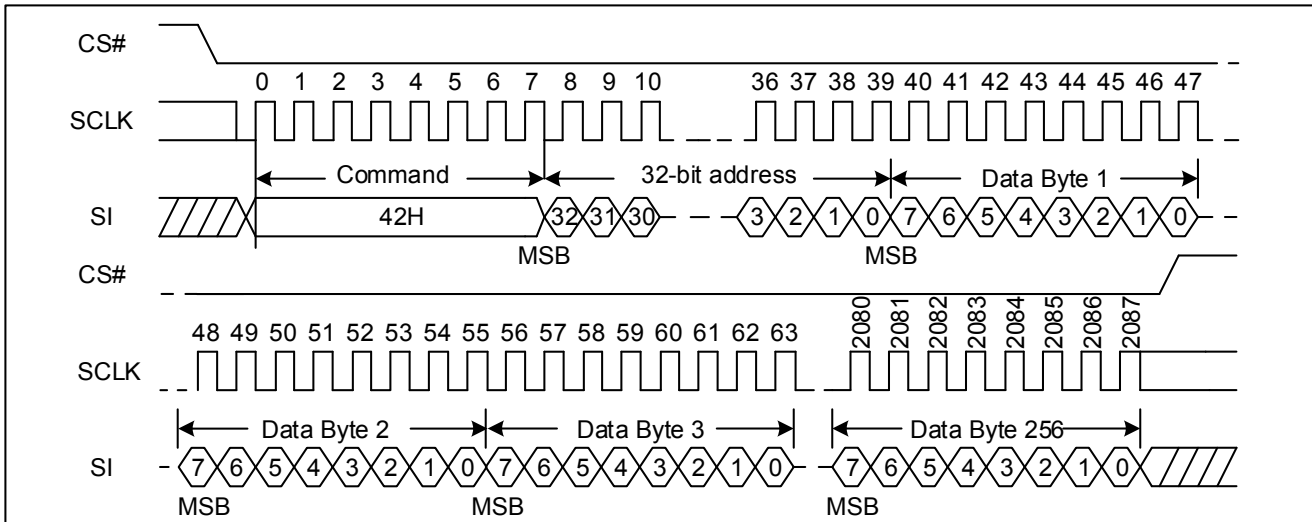 CS#
0 1 2 3 4 5 6 7 8 9 10 36 37 38 39 40 41 42 43 44 45 46 47
SCLK
Command 32-bit address Data Byte 1
SI 42H 32 31 30 3 2 1 0 7 6 5 4 3 2 1 0
MSB MSB
CS#
48 49 50 51 52 53 54 55 56 57 58 59 60 61 62 63 2080 2081 2082 2083 2084 2085 2086 2087
SCLK
Data Byte 2 Data Byte 3 Data Byte 256
SI 7 6 5 4 3 2 1 0 7 6 5 4 3 2 1 0 7 6 5 4 3 2 1 0
MSB MSB MSB